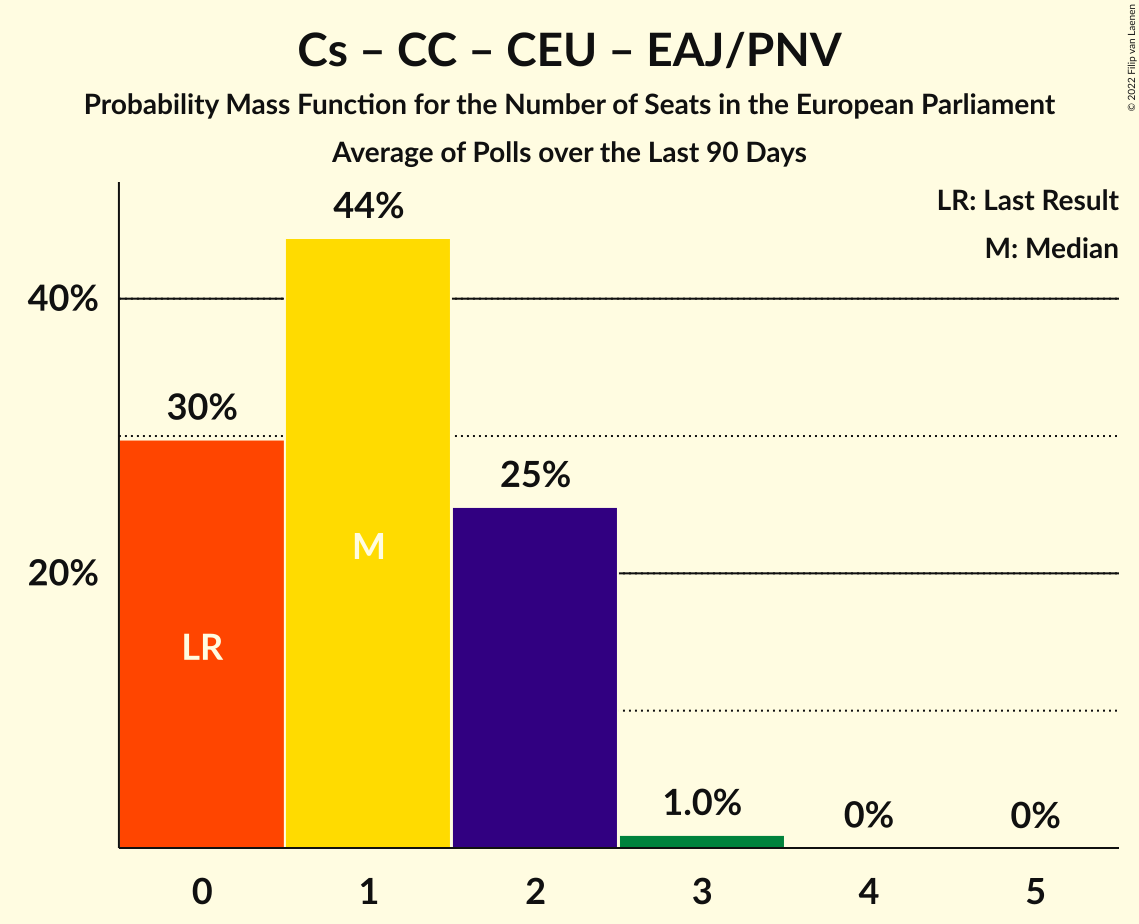 Cs – CC – CEU – EAJ/PNV
Probability Mass Function for the Number of Seats in the European Parliament
Average of Polls over the Last 90 Days
© 2022 Filip van Laenen
LR: Last Result
M: Median
44%
40%
30%
25%
M
20%
LR
1.0%
0%
0%
0 1 2 3 4 5